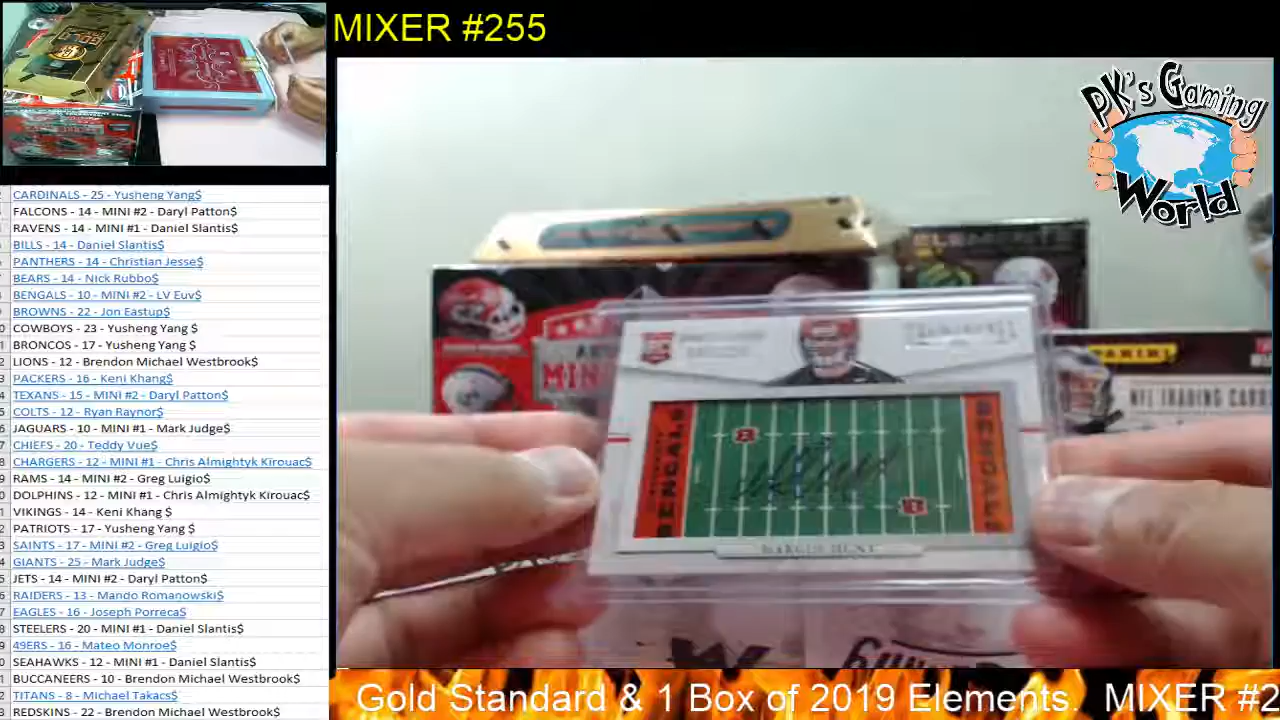 MIXER #255
PK's Gaming World
CARDINALS - 25 - Yusheng Yang$
FALCONS - 14 - MINI #2 - Daryl Patton$
RAVENS - 14 - MINI #1 - Daniel Slantis$
BILLS - 14 - Daniel Slantis$
PANTHERS - 14 - Christian Jesse$
BEARS - 14 - Nick Rubbo$
BENGALS - 10 - MINI #2 - LV Euv$
BROWNS - 22 - Jon Eastup$
COWBOYS - 23 - Yusheng Yang $
BRONCOS - 17 - Yusheng Yang $
LIONS - 12 - Brendon Michael Westbrook$
PACKERS - 16 - Keni Khang$
TEXANS - 15 - MINI #2 - Daryl Patton$
COLTS - 12 - Ryan Raynor$
JAGUARS - 10 - MINI #1 - Mark Judge$
CHIEFS - 20 - Teddy Vue$
CHARGERS - 12 - MINI #1 - Chris Almightyk Kirouac$
RAMS - 14 - MINI #2 - Greg Luigio$
DOLPHINS - 12 - MINI #1 - Chris Almightyk Kirouac$
VIKINGS - 14 - Keni Khang $
PATRIOTS - 17 - Yusheng Yang $
SAINTS - 17 - MINI #2 - Greg Luigio$
GIANTS - 25 - Mark Judge$
JETS - 14 - MINI #2 - Daryl Patton$
RAIDERS - 13 - Mando Romanowski$
EAGLES - 16 - Joseph Porreca$
STEELERS - 20 - MINI #1 - Daniel Slantis$
49ERS - 16 - Mateo Monroe$
SEAHAWKS - 12 - MINI #1 - Daniel Slantis$
BUCCANEERS - 10 - Brendon Michael Westbrook$
TITANS - 8 - Michael Takacs$
REDSKINS - 22 - Brendon Michael Westbrook$
ELEMENTS
PANINI
NFL TRADING CARDS
MINI
BENGALS
BENGALS
MARGUS HUNT
Gold Standard & 1 Box of 2019 Elements. MIXER #2